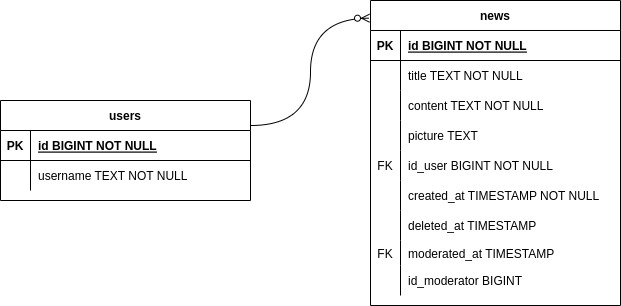 users
PK id BIGINT NOT NULL
username TEXT NOT NULL
news
PK id BIGINT NOT NULL
title TEXT NOT NULL
content TEXT NOT NULL
picture TEXT
FK id_user BIGINT NOT NULL
created_at TIMESTAMP NOT NULL
deleted_at TIMESTAMP
FK moderated_at TIMESTAMP
id_moderator BIGINT